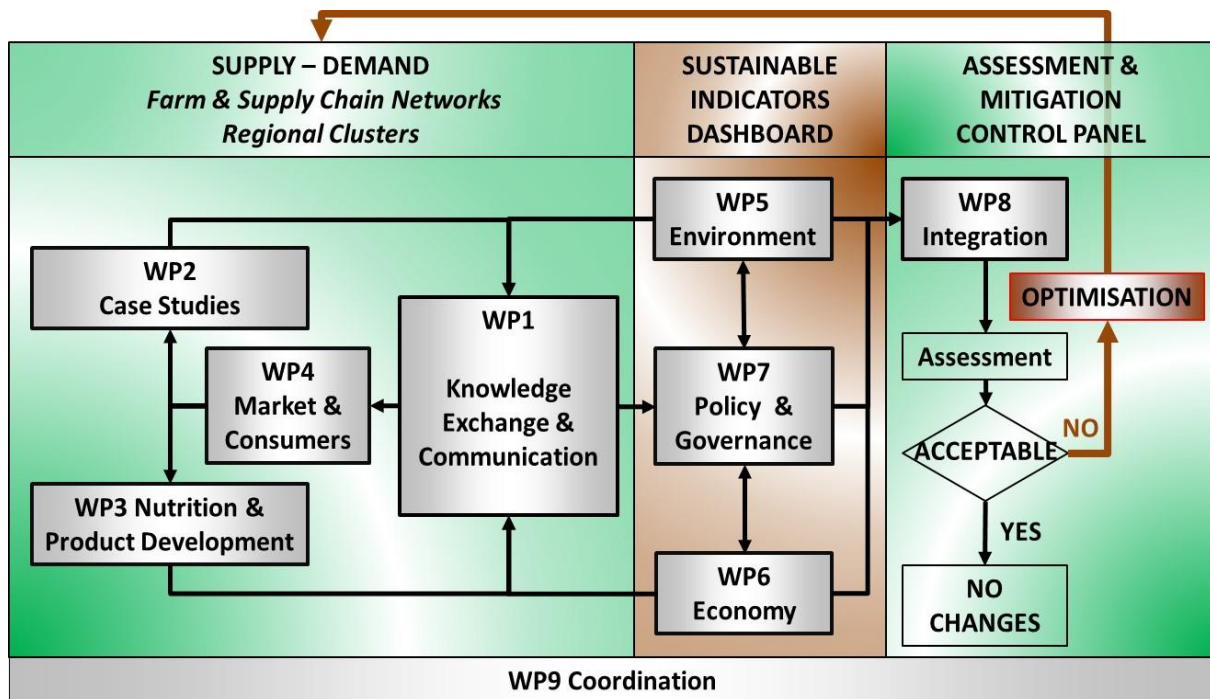 SUPPLY – DEMAND
Farm & Supply Chain Networks
Regional Clusters
SUSTAINABLE
INDICATORS
DASHBOARD
ASSESSMENT &
MITIGATION
CONTROL PANEL
WP2
Case Studies
WP4
Market &
Consumers
WP3 Nutrition &
Product Development
WP1
Knowledge
Exchange &
Communication
WP5
Environment
WP7
Policy &
Governance
WP6
Economy
WP8
Integration
OPTIMISATION
Assessment
ACCEPTABLE
NO
YES
NO
CHANGES
WP9 Coordination